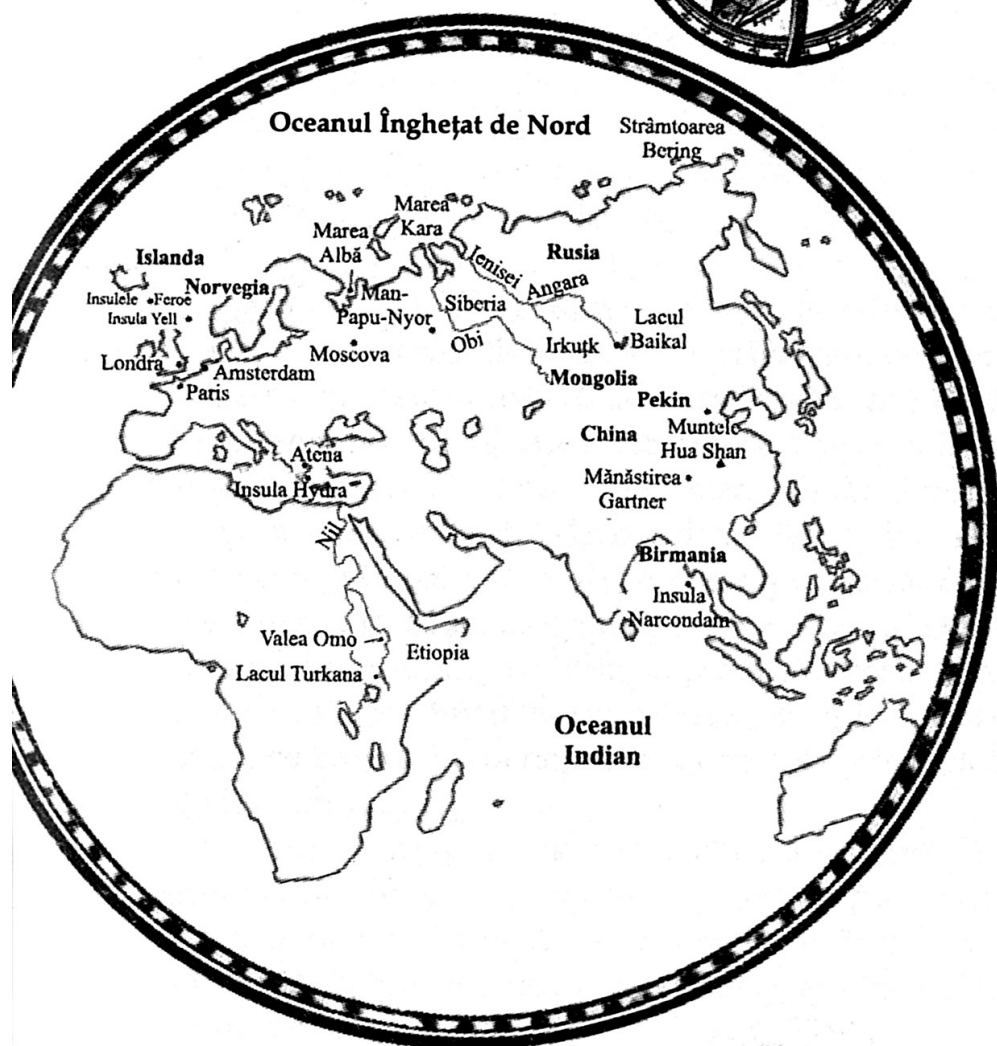 Oceanul Înghețat de Nord
Strâmtoarea
Bering
Marea
Kara
Marea
Albă
Islanda
Rusia
Ienisei
Angara
Norvegia
Insulele Feroe
Insula Yell
Man-
Papu-Nyor
Siberia
Obi
Irkuțk
Lacul
Baikal
Londra
Amsterdam
Moscova
Paris
Mongolia
Pekin
China
Muntele
Hua Shan
Atena
Insula Hydra
Mănăstirea
Gartner
Nil
Birmania
Insula
Narcondam
Valea Omo
Etiopia
Lacul Turkana
Oceanul
Indian